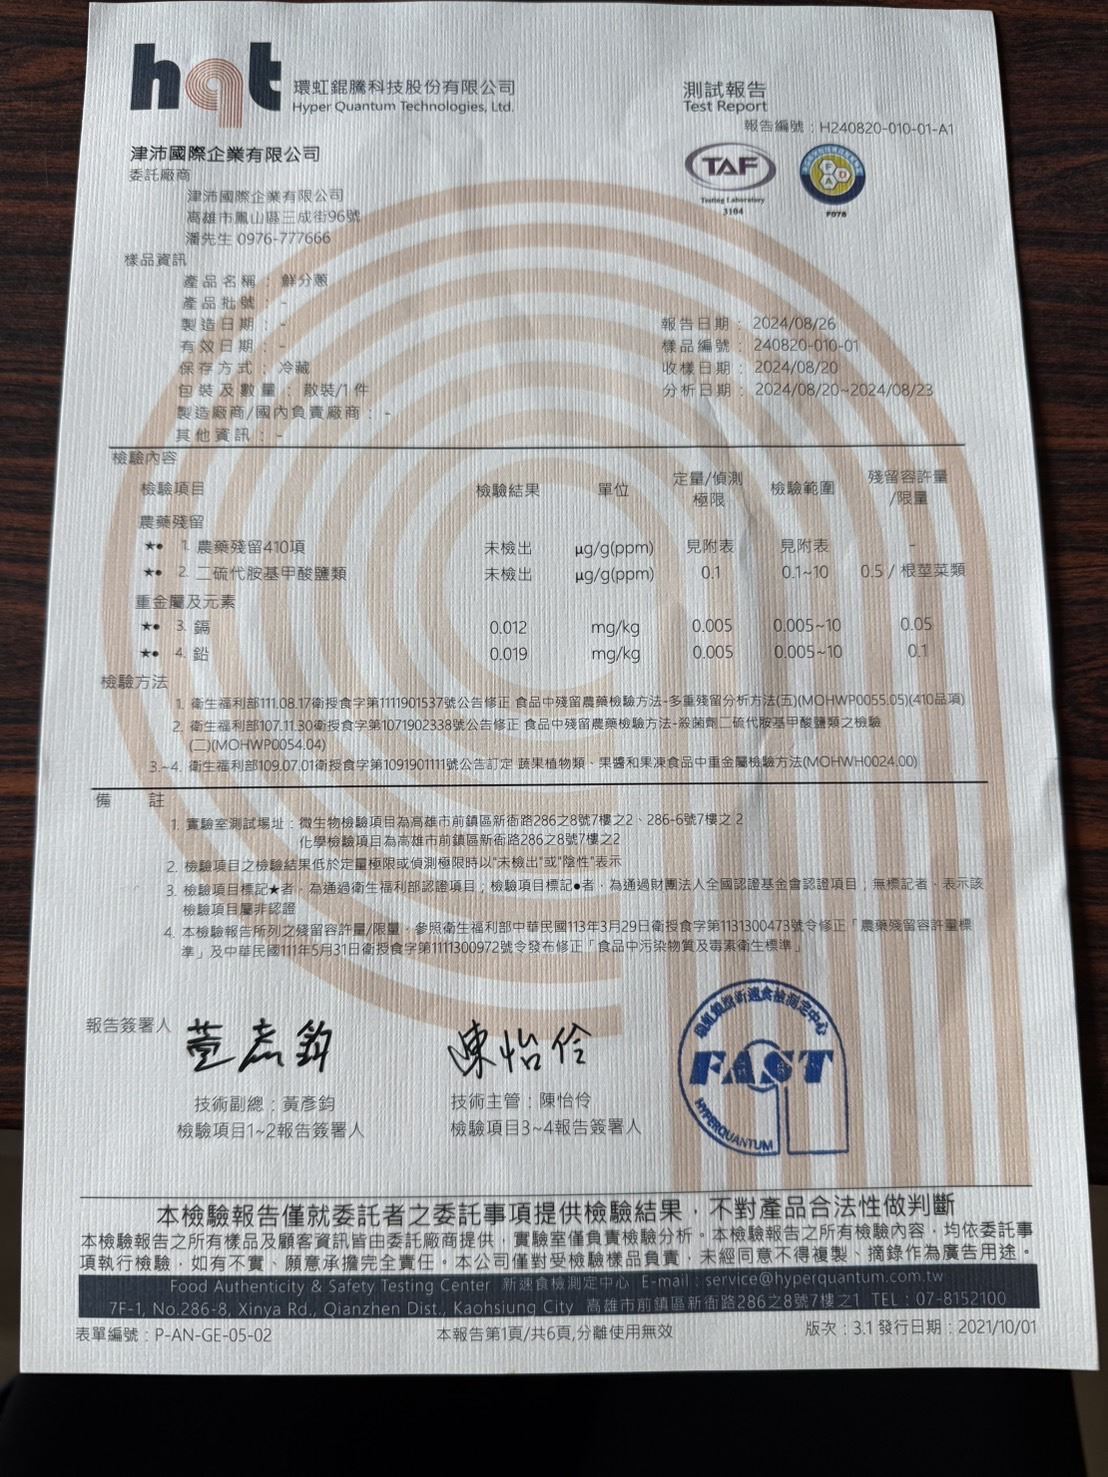 hqt
環虹錕騰科技股份有限公司
Hyper Quantum Technologies, Ltd.
測試報告
Test Report
報告編號：H240820-010-01-A1
TAF
Testing Laboratory
3104
F078
津沛國際企業有限公司
委託廠商
津沛國際企業有限公司
高雄市鳳山區三成街96號
潘先生 0976-777666
樣品資訊
產品名稱：鮮分蔥
產品批號：-
製造日期：-
有效日期：-
保存方式：冷藏
包裝及數量：散裝/1件
製造廠商/國內負責廠商：-
其他資訊：-
報告日期：2024/08/26
樣品編號：240820-010-01
收樣日期：2024/08/20
分析日期：2024/08/20~2024/08/23
檢驗內容
檢驗項目 檢驗結果 單位 定量/偵測極限 檢驗範圍 殘留容許量/限量
農藥殘留
★● 1. 農藥殘留410項 未檢出 μg/g(ppm) 見附表 見附表 -
★● 2. 二硫代胺基甲酸鹽類 未檢出 μg/g(ppm) 0.1 0.1~10 0.5 / 根莖菜類
重金屬及元素
★● 3. 鎘 0.012 mg/kg 0.005 0.005~10 0.05
★● 4. 鉛 0.019 mg/kg 0.005 0.005~10 0.1
檢驗方法
1. 衛生福利部111.08.17衛授食字第1111901537號公告修正 食品中殘留農藥檢驗方法-多重殘留分析方法(五)(MOHWP0055.05)(410品項)
2. 衛生福利部107.11.30衛授食字第1071902338號公告修正 食品中殘留農藥檢驗方法-殺菌劑二硫代胺基甲酸鹽類之檢驗
(二)(MOHWP0054.04)
3.~4. 衛生福利部109.07.01衛授食字第1091901111號公告訂定 蔬果植物類、果醬和果凍食品中重金屬檢驗方法(MOHWH0024.00)
備 註
1. 實驗室測試場址：微生物檢驗項目為高雄市前鎮區新衙路286之8號7樓之2、286-6號7樓之 2
化學檢驗項目為高雄市前鎮區新衙路286之8號7樓之2
2. 檢驗項目之檢驗結果低於定量極限或偵測極限時以"未檢出"或"陰性"表示
3. 檢驗項目標記★者，為通過衛生福利部認證項目；檢驗項目標記●者，為通過財團法人全國認證基金會認證項目；無標記者，表示該
檢驗項目屬非認證
4. 本檢驗報告所列之殘留容許量/限量，參照衛生福利部中華民國113年3月29日衛授食字第1131300473號令修正「農藥殘留容許量標
準」及中華民國111年5月31日衛授食字第1111300972號令發布修正「食品中污染物質及毒素衛生標準」
報告簽署人
黃彥鈞
陳怡伶
技術副總：黃彥鈞
檢驗項目1~2報告簽署人
技術主管：陳怡伶
檢驗項目3~4報告簽署人
環虹錕騰新速食檢測定中心
FAST
HYPERQUANTUM
本檢驗報告僅就委託者之委託事項提供檢驗結果，不對產品合法性做判斷
本檢驗報告之所有樣品及顧客資訊皆由委託廠商提供，實驗室僅負責檢驗分析。本檢驗報告之所有檢驗內容，均依委託事
項執行檢驗，如有不實、願意承擔完全責任。本公司僅對受檢驗樣品負責，未經同意不得複製、摘錄作為廣告用途。
Food Authenticity & Safety Testing Center 新速食檢測定中心 E-mail：service@hyperquantum.com.tw
7F-1, No.286-8, Xinya Rd., Qianzhen Dist., Kaohsiung City 高雄市前鎮區新衙路286之8號7樓之1 TEL：07-8152100
表單編號：P-AN-GE-05-02
本報告第1頁/共6頁,分離使用無效
版次：3.1 發行日期：2021/10/01